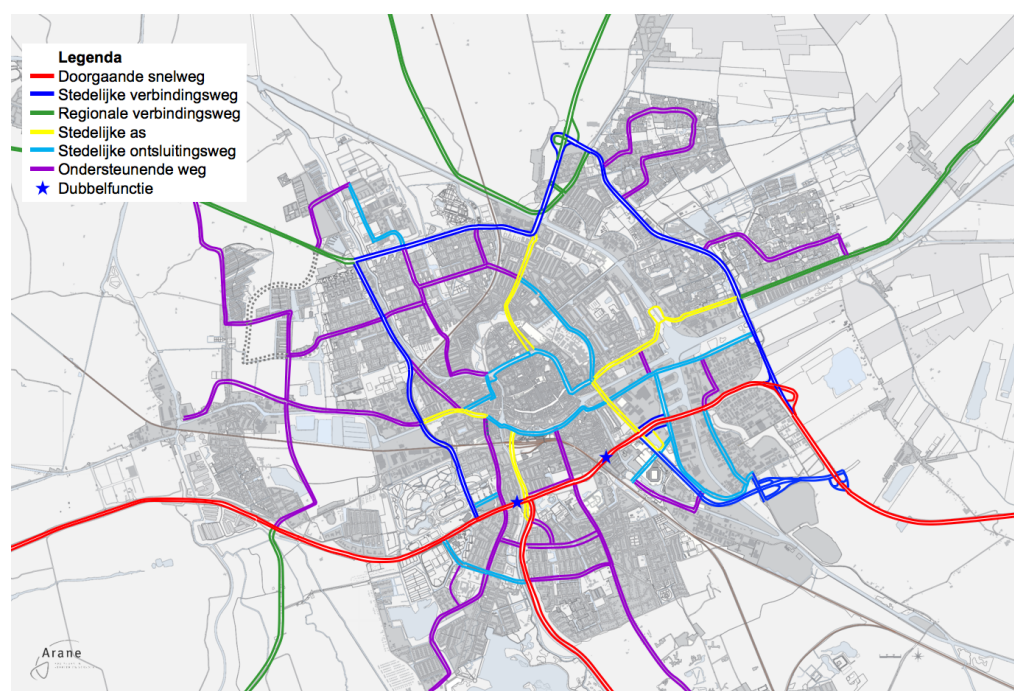 Legenda
Doorgaande snelweg
Stedelijke verbindingsweg
Regionale verbindingsweg
Stedelijke as
Stedelijke ontsluitingsweg
Ondersteunende weg
Dubbelfunctie
Arane